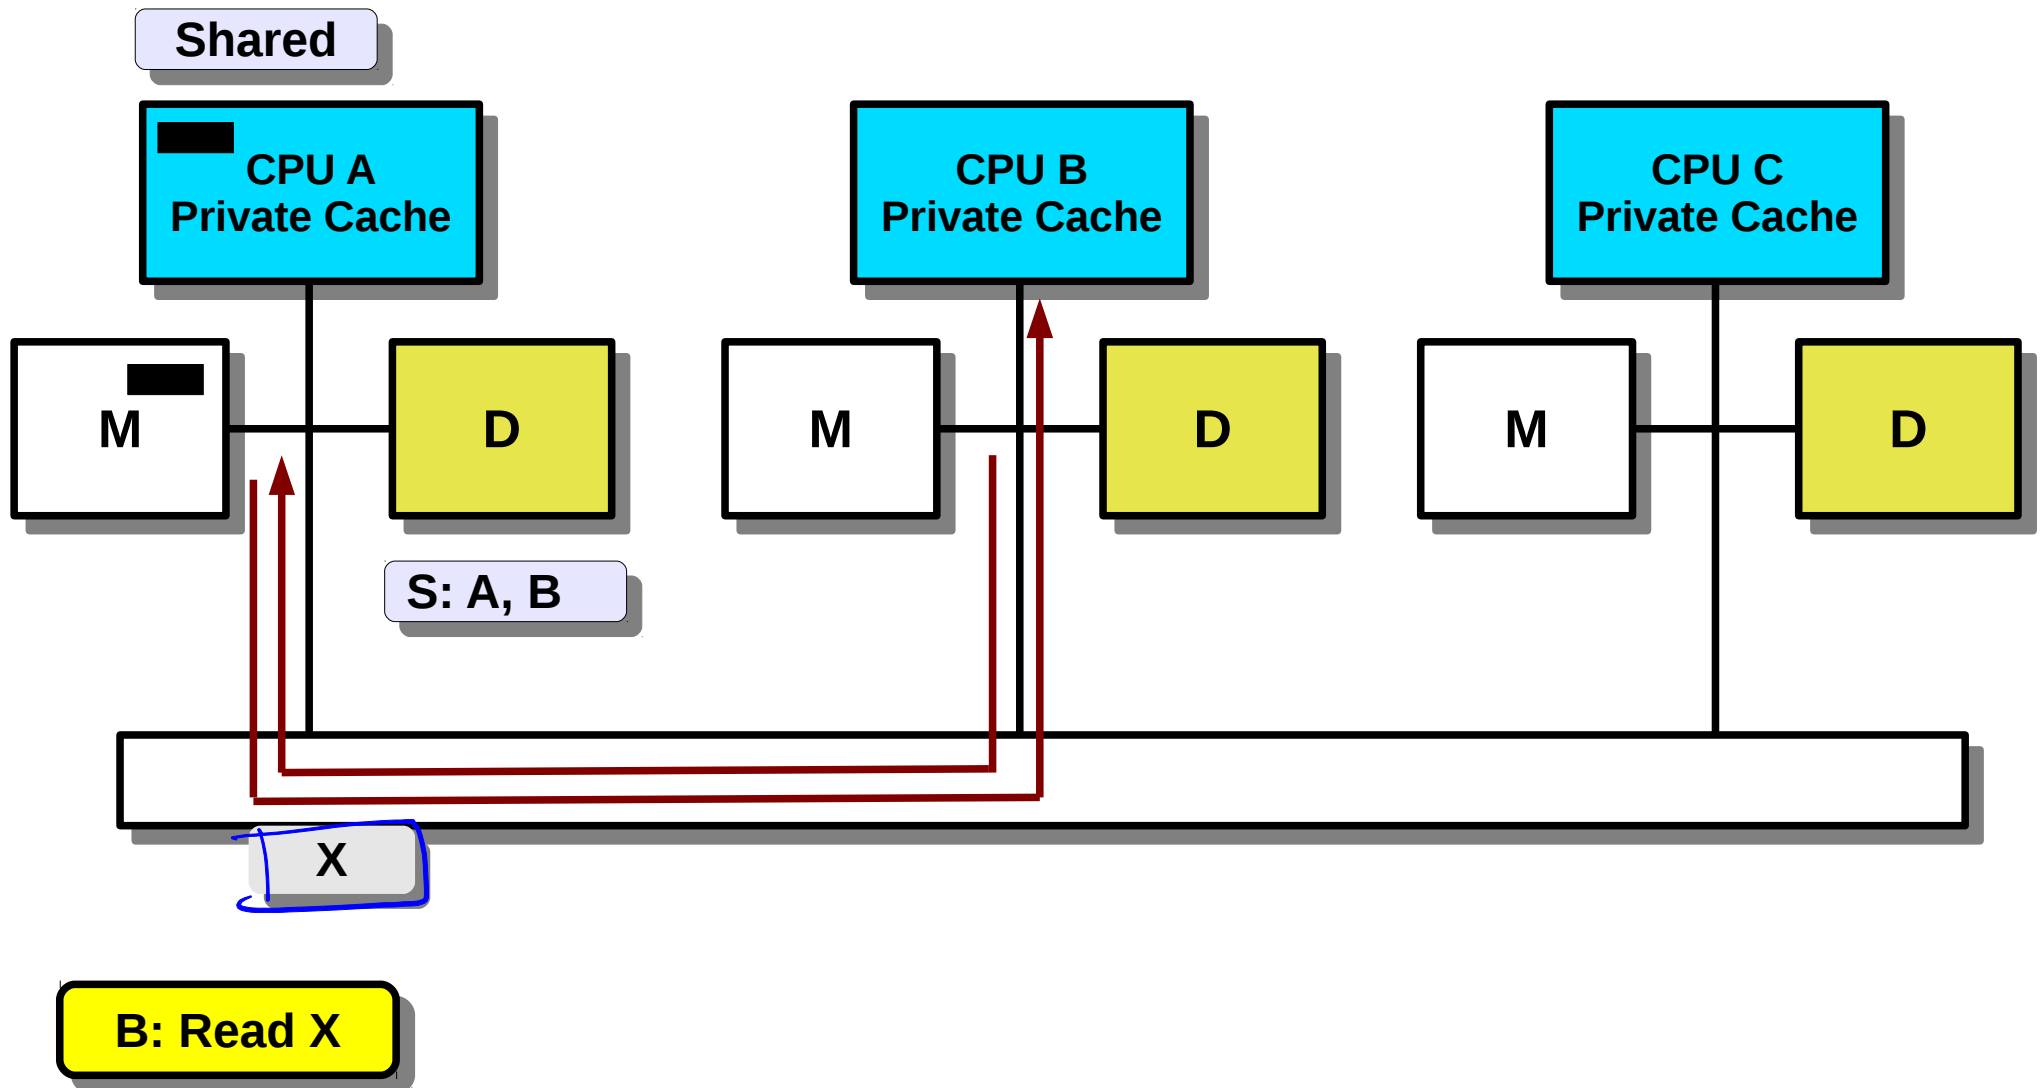 Shared
CPU A
Private Cache
CPU B
Private Cache
CPU C
Private Cache
M
D
M
D
M
D
S: A, B
X
B: Read X